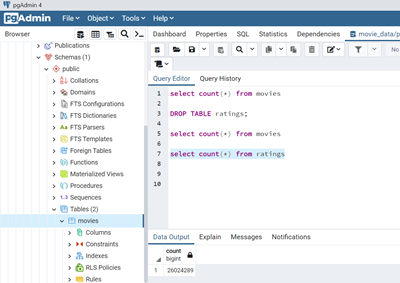 pgAdmin 4
pgAdmin File Object Tools Help
Browser
Dashboard Properties SQL Statistics Dependencies movie_data/p
Publications
Schemas (1)
public
Collations
Domains
FTS Configurations
FTS Dictionaries
FTS Parsers
FTS Templates
Foreign Tables
Functions
Materialized Views
Procedures
1..3 Sequences
Tables (2)
movies
Columns
Constraints
Indexes
RLS Policies
Rules
No
Query Editor Query History
1 select count(*) from movies
2
3 DROP TABLE ratings;
4
5 select count(*) from movies
6
7 select count(*) from ratings
8
9
10
Data Output Explain Messages Notifications
count
bigint
1 26024289